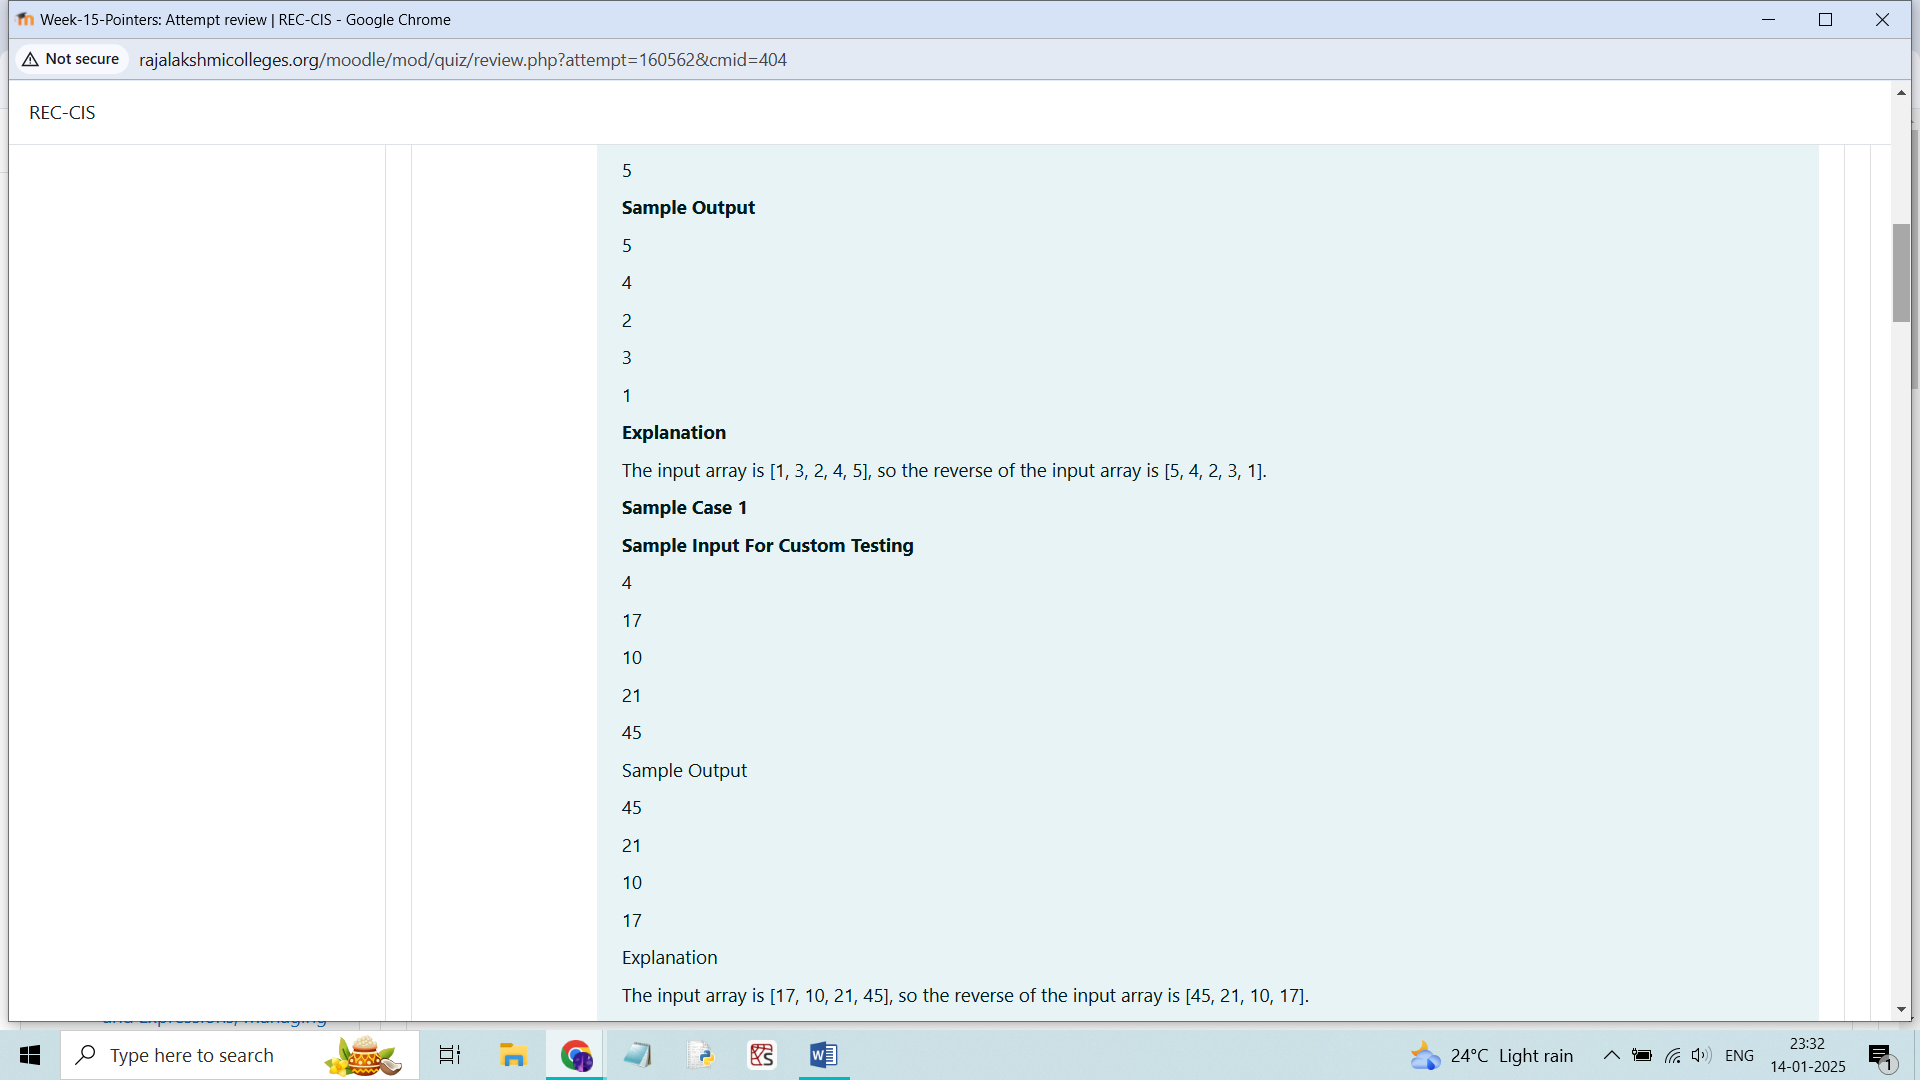 Week-15-Pointers: Attempt review | REC-CIS - Google Chrome
Not secure
rajalakshmicolleges.org/moodle/mod/quiz/review.php?attempt=160562&cmid=404
REC-CIS
5
Sample Output
5
4
2
3
1
Explanation
The input array is [1, 3, 2, 4, 5], so the reverse of the input array is [5, 4, 2, 3, 1].
Sample Case 1
Sample Input For Custom Testing
4
17
10
21
45
Sample Output
45
21
10
17
Explanation
The input array is [17, 10, 21, 45], so the reverse of the input array is [45, 21, 10, 17].
and Expressions, Managing
Type here to search
24°C Light rain
ENG
23:32
14-01-2025
1